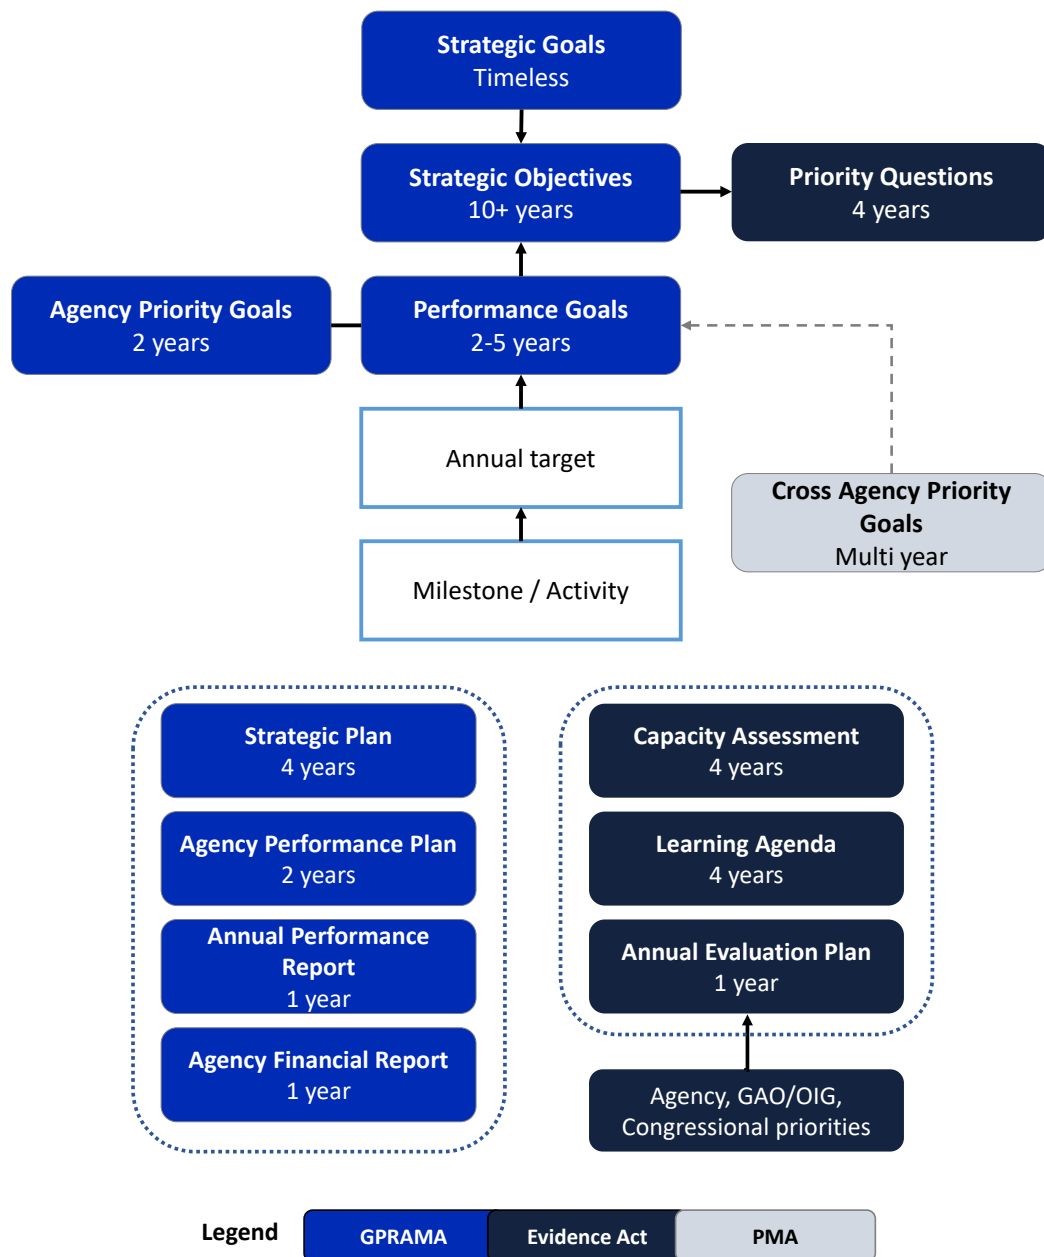 Strategic Goals
Timeless
Strategic Objectives
10+ years
Priority Questions
4 years
Agency Priority Goals
2 years
Performance Goals
2-5 years
Annual target
Cross Agency Priority
Goals
Multi year
Milestone / Activity
Strategic Plan
4 years
Agency Performance Plan
2 years
Annual Performance
Report
1 year
Agency Financial Report
1 year
Capacity Assessment
4 years
Learning Agenda
4 years
Annual Evaluation Plan
1 year
Agency, GAO/OIG,
Congressional priorities
Legend
GPRAMA
Evidence Act
PMA